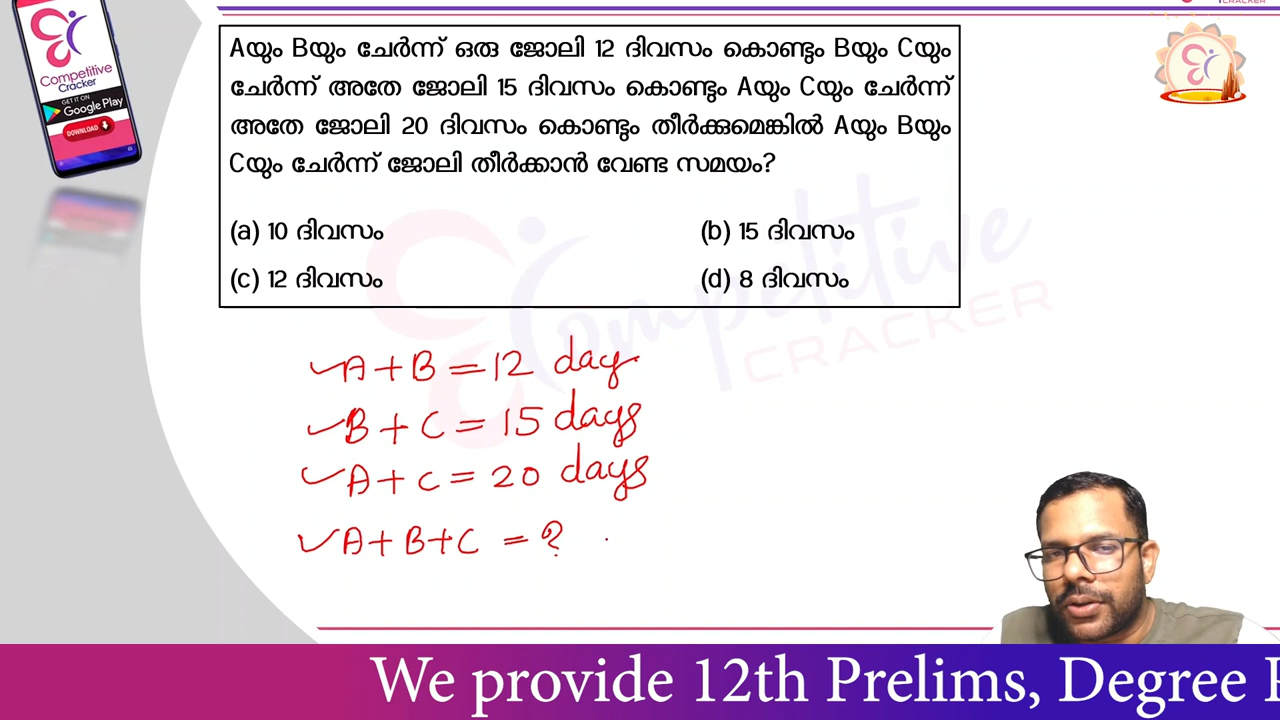 CRACKER
Competitive
Cracker
GET IT ON
Google Play
DOWNLOAD
Aയും Bയും ചേർന്ന് ഒരു ജോലി 12 ദിവസം കൊണ്ടും Bയും Cയും
ചേർന്ന് അതേ ജോലി 15 ദിവസം കൊണ്ടും Aയും Cയും ചേർന്ന്
അതേ ജോലി 20 ദിവസം കൊണ്ടും തീർക്കുമെങ്കിൽ Aയും Bയും
Cയും ചേർന്ന് ജോലി തീർക്കാൻ വേണ്ട സമയം?
(a) 10 ദിവസം (b) 15 ദിവസം
(c) 12 ദിവസം (d) 8 ദിവസം
Competitive
CRACKER
A+B = 12 days
B + C = 15 days
A+C = 20 days
A+B+C = ?
We provide 12th Prelims, Degree P